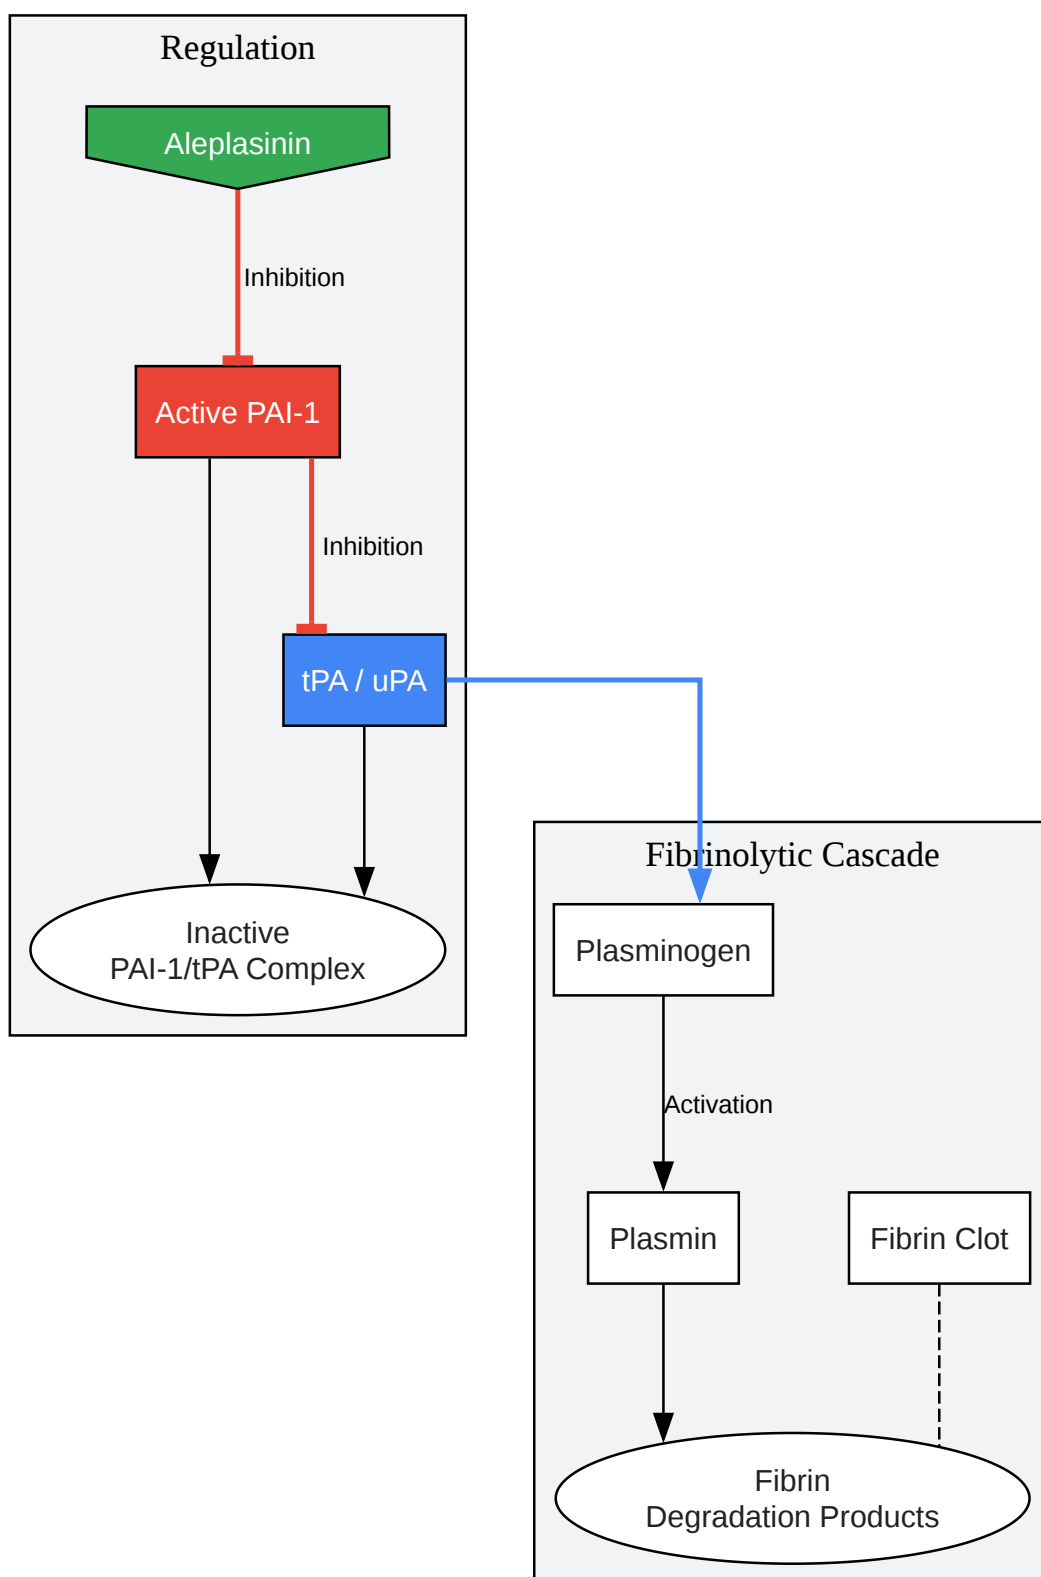 Regulation
Aleplasinin
Inhibition
Active PAI-1
Inhibition
tPA / uPA
Fibrinolytic Cascade
Inactive
PAI-1/tPA Complex
Plasminogen
Activation
Plasmin
Fibrin Clot
Fibrin
Degradation Products